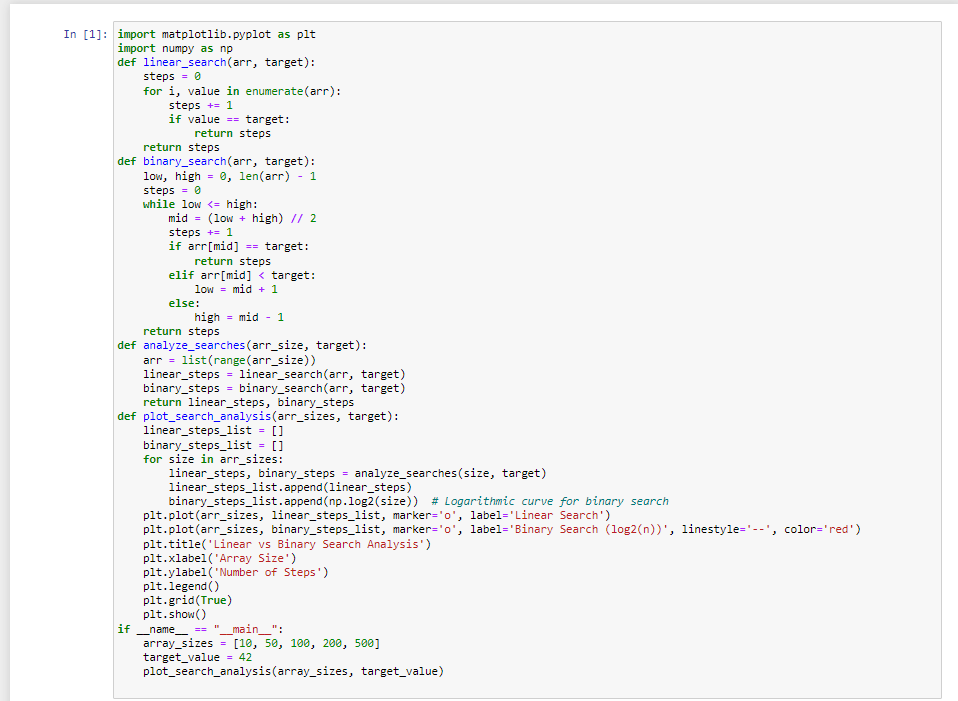 In [1]: import matplotlib.pyplot as plt
import numpy as np
def linear_search(arr, target):
    steps = 0
    for i, value in enumerate(arr):
        steps += 1
        if value == target:
            return steps
    return steps
def binary_search(arr, target):
    low, high = 0, len(arr) - 1
    steps = 0
    while low <= high:
        mid = (low + high) // 2
        steps += 1
        if arr[mid] == target:
            return steps
        elif arr[mid] < target:
            low = mid + 1
        else:
            high = mid - 1
    return steps
def analyze_searches(arr_size, target):
    arr = list(range(arr_size))
    linear_steps = linear_search(arr, target)
    binary_steps = binary_search(arr, target)
    return linear_steps, binary_steps
def plot_search_analysis(arr_sizes, target):
    linear_steps_list = []
    binary_steps_list = []
    for size in arr_sizes:
        linear_steps, binary_steps = analyze_searches(size, target)
        linear_steps_list.append(linear_steps)
        binary_steps_list.append(np.log2(size))  # Logarithmic curve for binary search
    plt.plot(arr_sizes, linear_steps_list, marker='o', label='Linear Search')
    plt.plot(arr_sizes, binary_steps_list, marker='o', label='Binary Search (log2(n))', linestyle='--', color='red')
    plt.title('Linear vs Binary Search Analysis')
    plt.xlabel('Array Size')
    plt.ylabel('Number of Steps')
    plt.legend()
    plt.grid(True)
    plt.show()
if __name__ == "__main__":
    array_sizes = [10, 50, 100, 200, 500]
    target_value = 42
    plot_search_analysis(array_sizes, target_value)